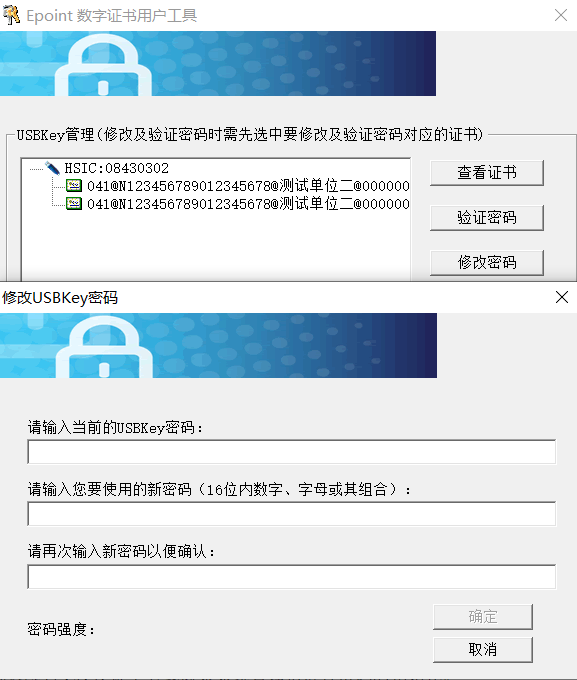 Epoint 数字证书用户工具
USBKey管理(修改及验证密码时需先选中要修改及验证密码对应的证书)
HSIC:08430302
041@N123456789012345678@测试单位二@000000
041@N123456789012345678@测试单位二@000000
查看证书
验证密码
修改密码
修改USBKey密码
请输入当前的USBKey密码：
请输入您要使用的新密码（16位内数字、字母或其组合）：
请再次输入新密码以便确认：
密码强度：
确定
取消